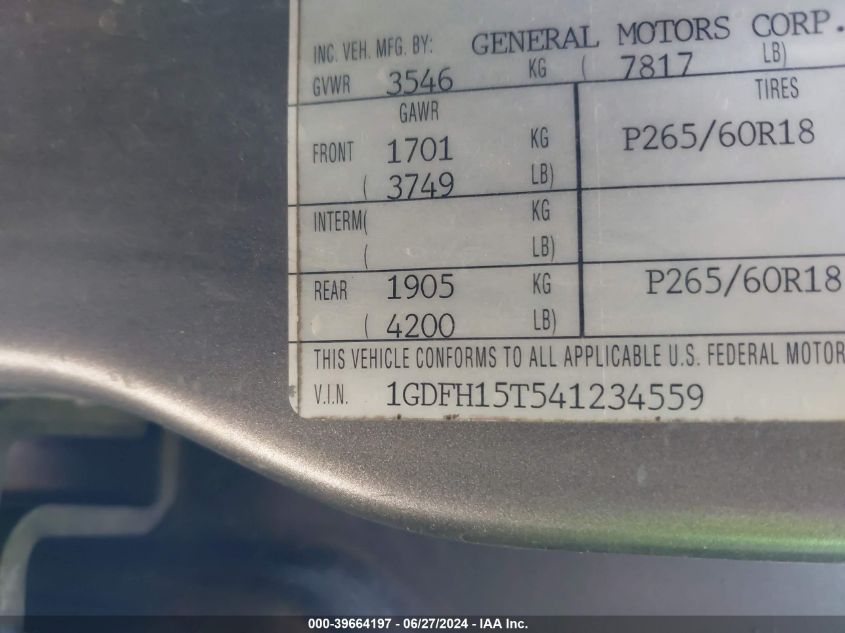 INC. VEH. MFG. BY: GENERAL MOTORS CORP.
GVWR 3546 KG ( 7817 LB)
GAWR TIRES
FRONT 1701 KG P265/60R18
( 3749 LB)
INTERM( KG
( LB)
REAR 1905 KG P265/60R18
( 4200 LB)
THIS VEHICLE CONFORMS TO ALL APPLICABLE U.S. FEDERAL MOTOR
V.I.N. 1GDFH15T541234559
000-39664197 - 06/27/2024 - IAA Inc.